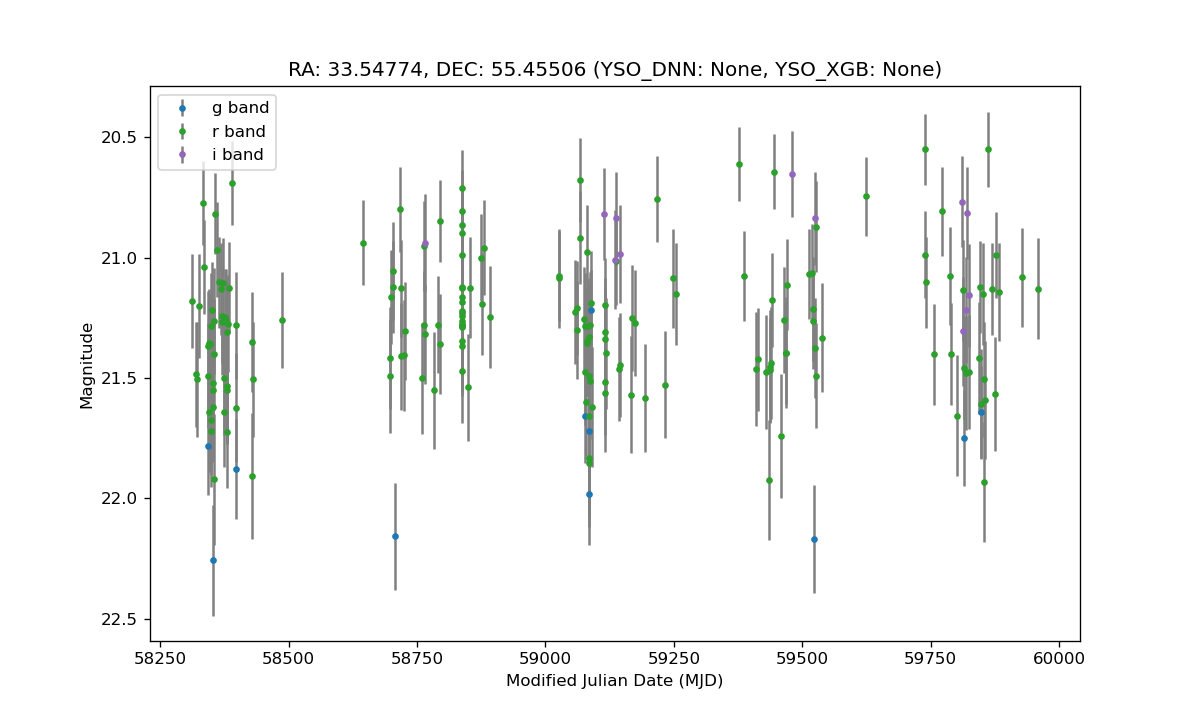 RA: 33.54774, DEC: 55.45506 (YSO_DNN: None, YSO_XGB: None)
g band
r band
i band
20.5
21.0
21.5
22.0
22.5
Magnitude
58250 58500 58750 59000 59250 59500 59750 60000
Modified Julian Date (MJD)